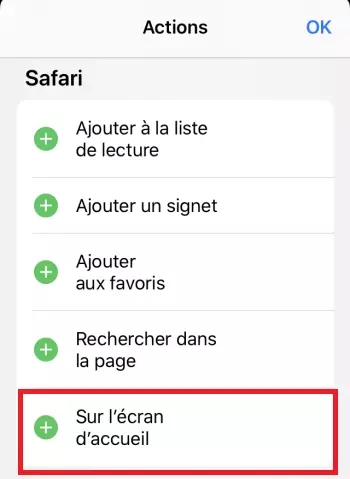 Actions
OK
Safari
Ajouter à la liste
de lecture
Ajouter un signet
Ajouter
aux favoris
Rechercher dans
la page
Sur l’écran
d’accueil